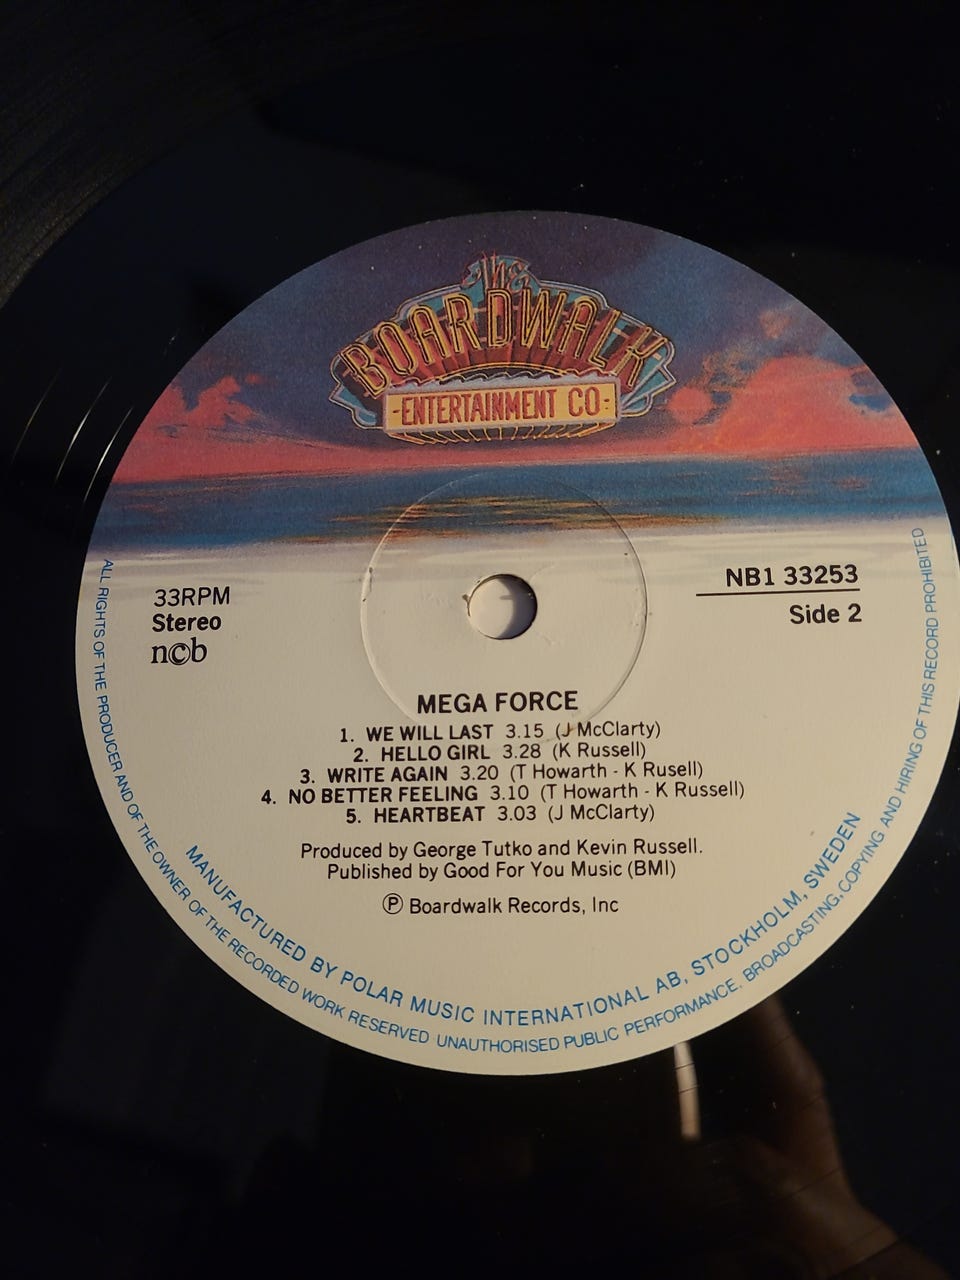 The
BOARDWALK
-ENTERTAINMENT CO-
33RPM
Stereo
ncb
NB1 33253
Side 2
MEGA FORCE
1. WE WILL LAST 3.15 (J McClarty)
2. HELLO GIRL 3.28 (K Russell)
3. WRITE AGAIN 3.20 (T Howarth - K Rusell)
4. NO BETTER FEELING 3.10 (T Howarth - K Russell)
5. HEARTBEAT 3.03 (J McClarty)
Produced by George Tutko and Kevin Russell.
Published by Good For You Music (BMI)
Ⓟ Boardwalk Records, Inc
MANUFACTURED BY POLAR MUSIC INTERNATIONAL AB, STOCKHOLM, SWEDEN
ALL RIGHTS OF THE PRODUCER AND OF THE OWNER OF THE RECORDED WORK RESERVED UNAUTHORISED PUBLIC PERFORMANCE, BROADCASTING, COPYING AND HIRING OF THIS RECORD PROHIBITED